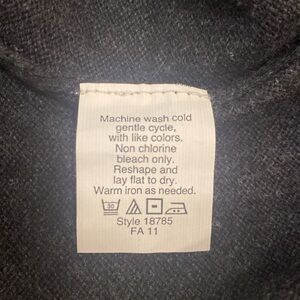 Machine wash cold
gentle cycle,
with like colors.
Non chlorine
bleach only.
Reshape and
lay flat to dry.
Warm iron as needed.
30
Style 18785
FA 11